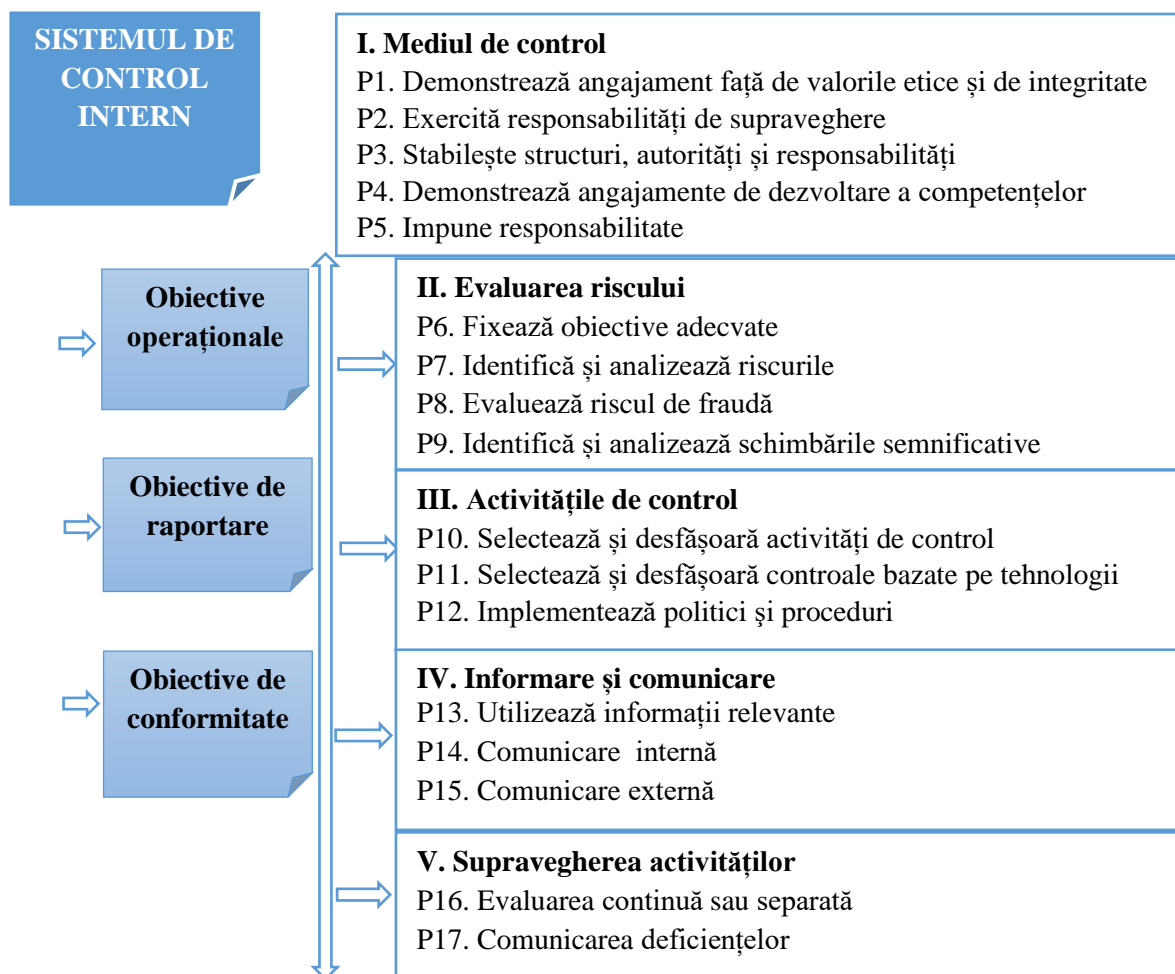 SISTEMUL DE
CONTROL
INTERN
I. Mediul de control
P1. Demonstrează angajament față de valorile etice și de integritate
P2. Exercită responsabilități de supraveghere
P3. Stabilește structuri, autorități și responsabilități
P4. Demonstrează angajamente de dezvoltare a competențelor
P5. Impune responsabilitate
Obiective
operaționale
II. Evaluarea riscului
P6. Fixează obiective adecvate
P7. Identifică și analizează riscurile
P8. Evaluează riscul de fraudă
P9. Identifică și analizează schimbările semnificative
Obiective de
raportare
III. Activitățile de control
P10. Selectează și desfășoară activități de control
P11. Selectează și desfășoară controale bazate pe tehnologii
P12. Implementează politici şi proceduri
Obiective de
conformitate
IV. Informare și comunicare
P13. Utilizează informații relevante
P14. Comunicare  internă
P15. Comunicare externă
V. Supravegherea activităților
P16. Evaluarea continuă sau separată
P17. Comunicarea deficiențelor